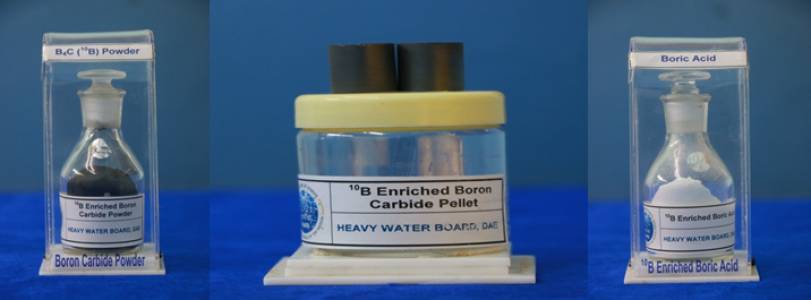 B₄C (¹⁰B) Powder
¹⁰B Enriched Boron
Carbide Powder
HEAVY WATER BOARD, DAE
Boron Carbide Powder
¹⁰B Enriched Boron
Carbide Pellet
HEAVY WATER BOARD, DAE
Boric Acid
¹⁰B Enriched Boric Acid
HEAVY WATER BOARD, DAE
¹⁰B Enriched Boric Acid